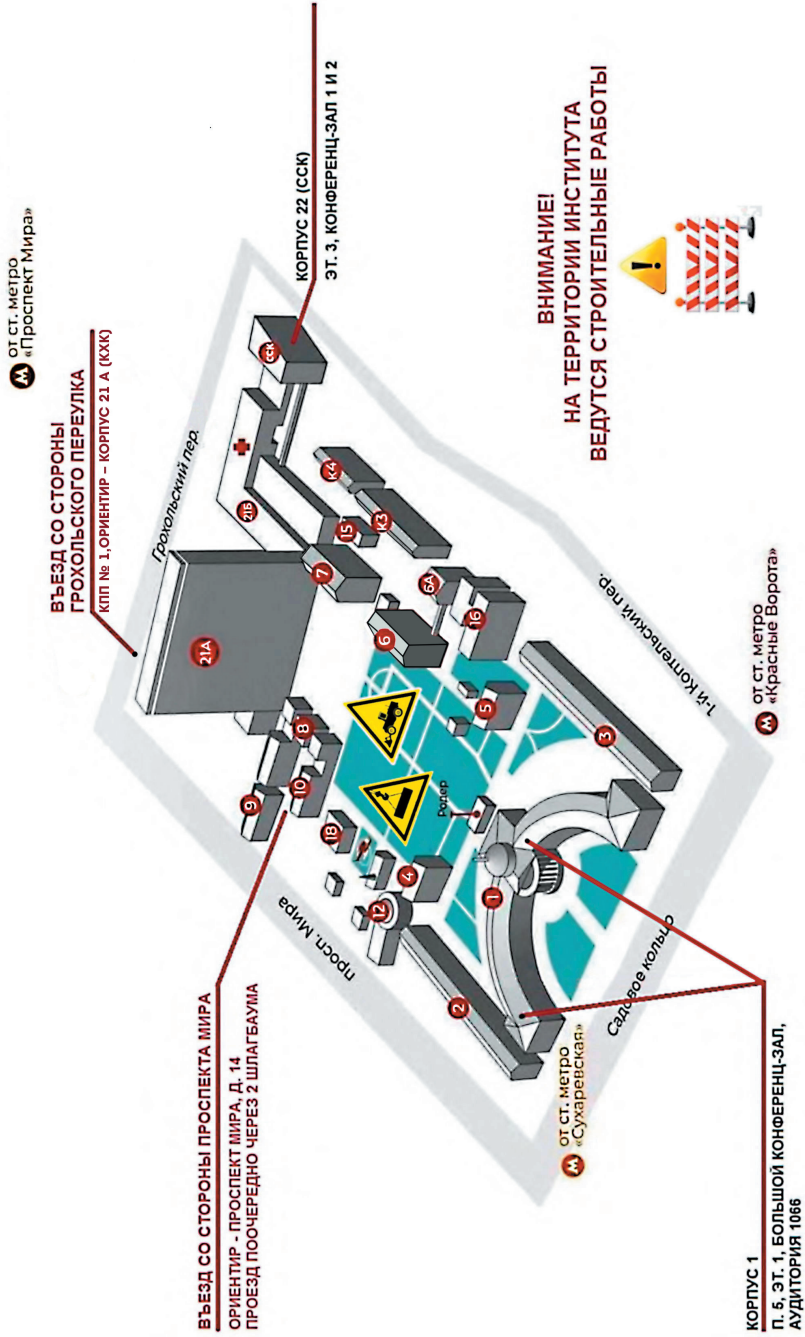 ОТ СТ. МЕТРО
«Проспект Мира»
ВЪЕЗД СО СТОРОНЫ
ГРОХОЛЬСКОГО ПЕРЕУЛКА
КПП № 1,ОРИЕНТИР – КОРПУС 21 А (КХК)
КОРПУС 22 (ССК)
ЭТ. 3, КОНФЕРЕНЦ-ЗАЛ 1 И 2
ВЪЕЗД СО СТОРОНЫ ПРОСПЕКТА МИРА
ОРИЕНТИР - ПРОСПЕКТ МИРА, Д. 14
ПРОЕЗД ПООЧЕРЕДНО ЧЕРЕЗ 2 ШЛАГБАУМА
Грохольский пер.
просп. Мира
21А
21Б
ССК
К4
К3
15
7
6
6А
16
5
3
9
8
10
18
4
12
2
1
Родер
1-й Коптельский пер.
Садовое кольцо
ОТ СТ. МЕТРО
«Сухаревская»
ОТ СТ. МЕТРО
«Красные Ворота»
ВНИМАНИЕ!
НА ТЕРРИТОРИИ ИНСТИТУТА
ВЕДУТСЯ СТРОИТЕЛЬНЫЕ РАБОТЫ
КОРПУС 1
П. 5, ЭТ. 1, БОЛЬШОЙ КОНФЕРЕНЦ-ЗАЛ,
АУДИТОРИЯ 1066